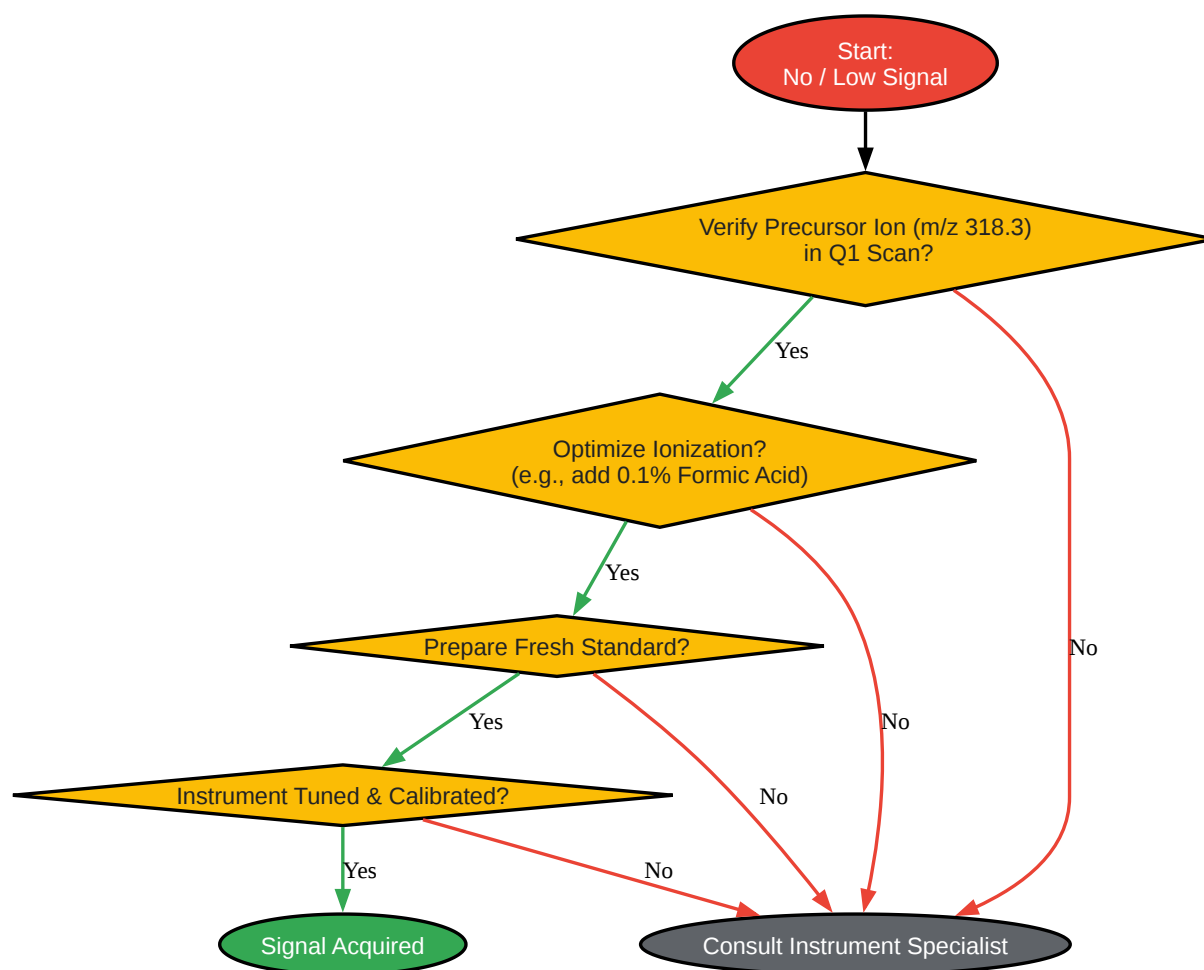 Start:
No / Low Signal
Verify Precursor Ion (m/z 318.3)
in Q1 Scan?
Yes
Optimize Ionization?
(e.g., add 0.1% Formic Acid)
Yes
Prepare Fresh Standard?
No
Yes
No
No
Instrument Tuned & Calibrated?
Yes
No
Signal Acquired
Consult Instrument Specialist